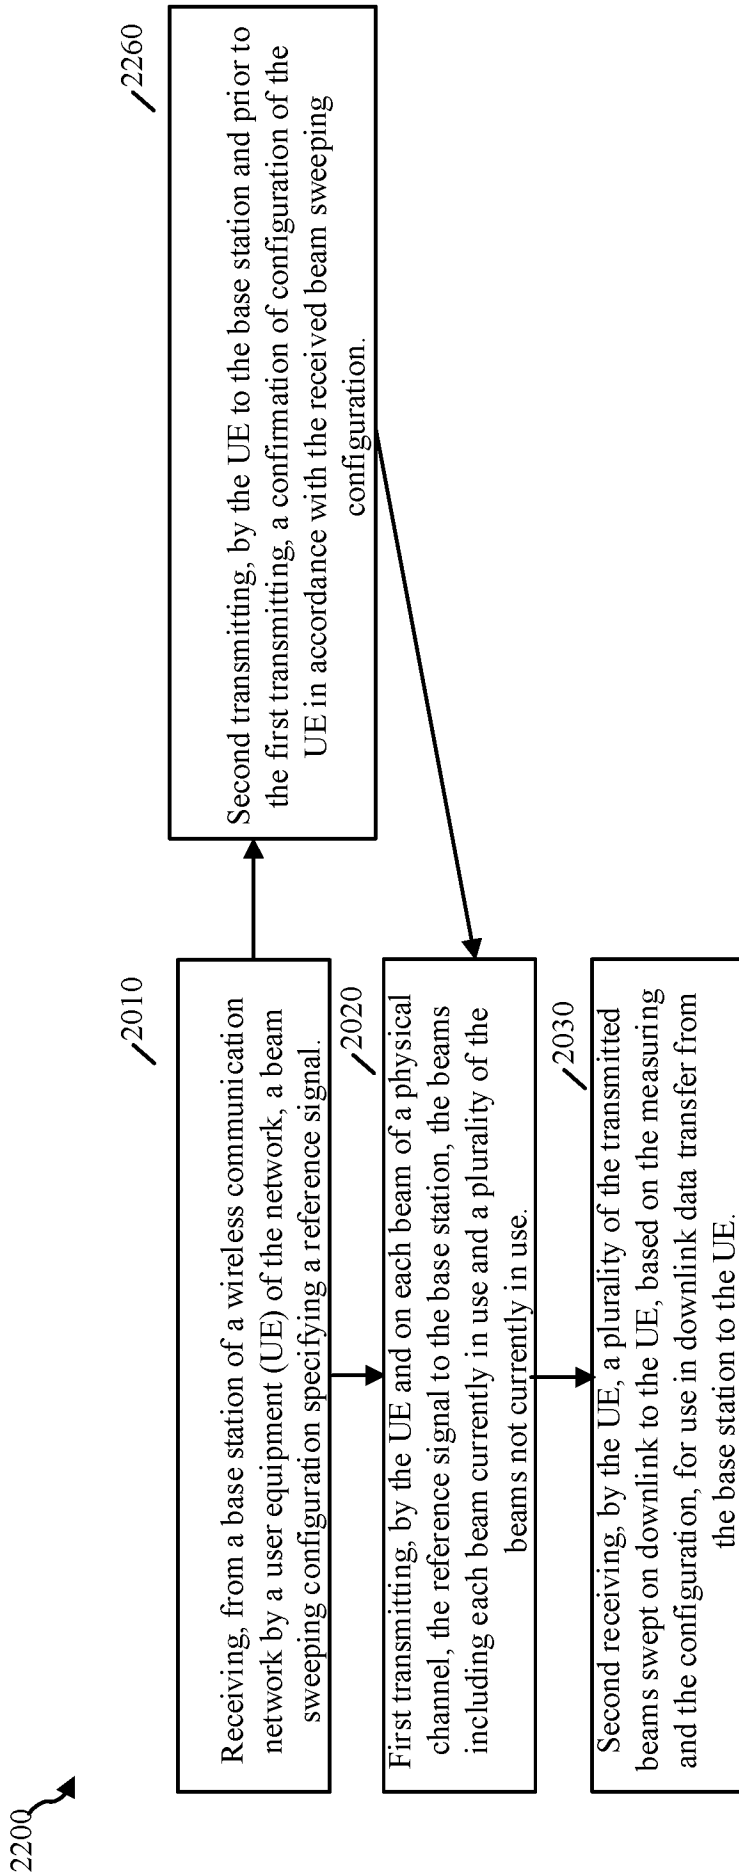 2200
2010
Receiving, from a base station of a wireless communication
network by a user equipment (UE) of the network, a beam
sweeping configuration specifying a reference signal.
2260
Second transmitting, by the UE to the base station and prior to
the first transmitting, a confirmation of configuration of the
UE in accordance with the received beam sweeping
configuration.
2020
First transmitting, by the UE and on each beam of a physical
channel, the reference signal to the base station, the beams
including each beam currently in use and a plurality of the
beams not currently in use.
2030
Second receiving, by the UE, a plurality of the transmitted
beams swept on downlink to the UE, based on the measuring
and the configuration, for use in downlink data transfer from
the base station to the UE.